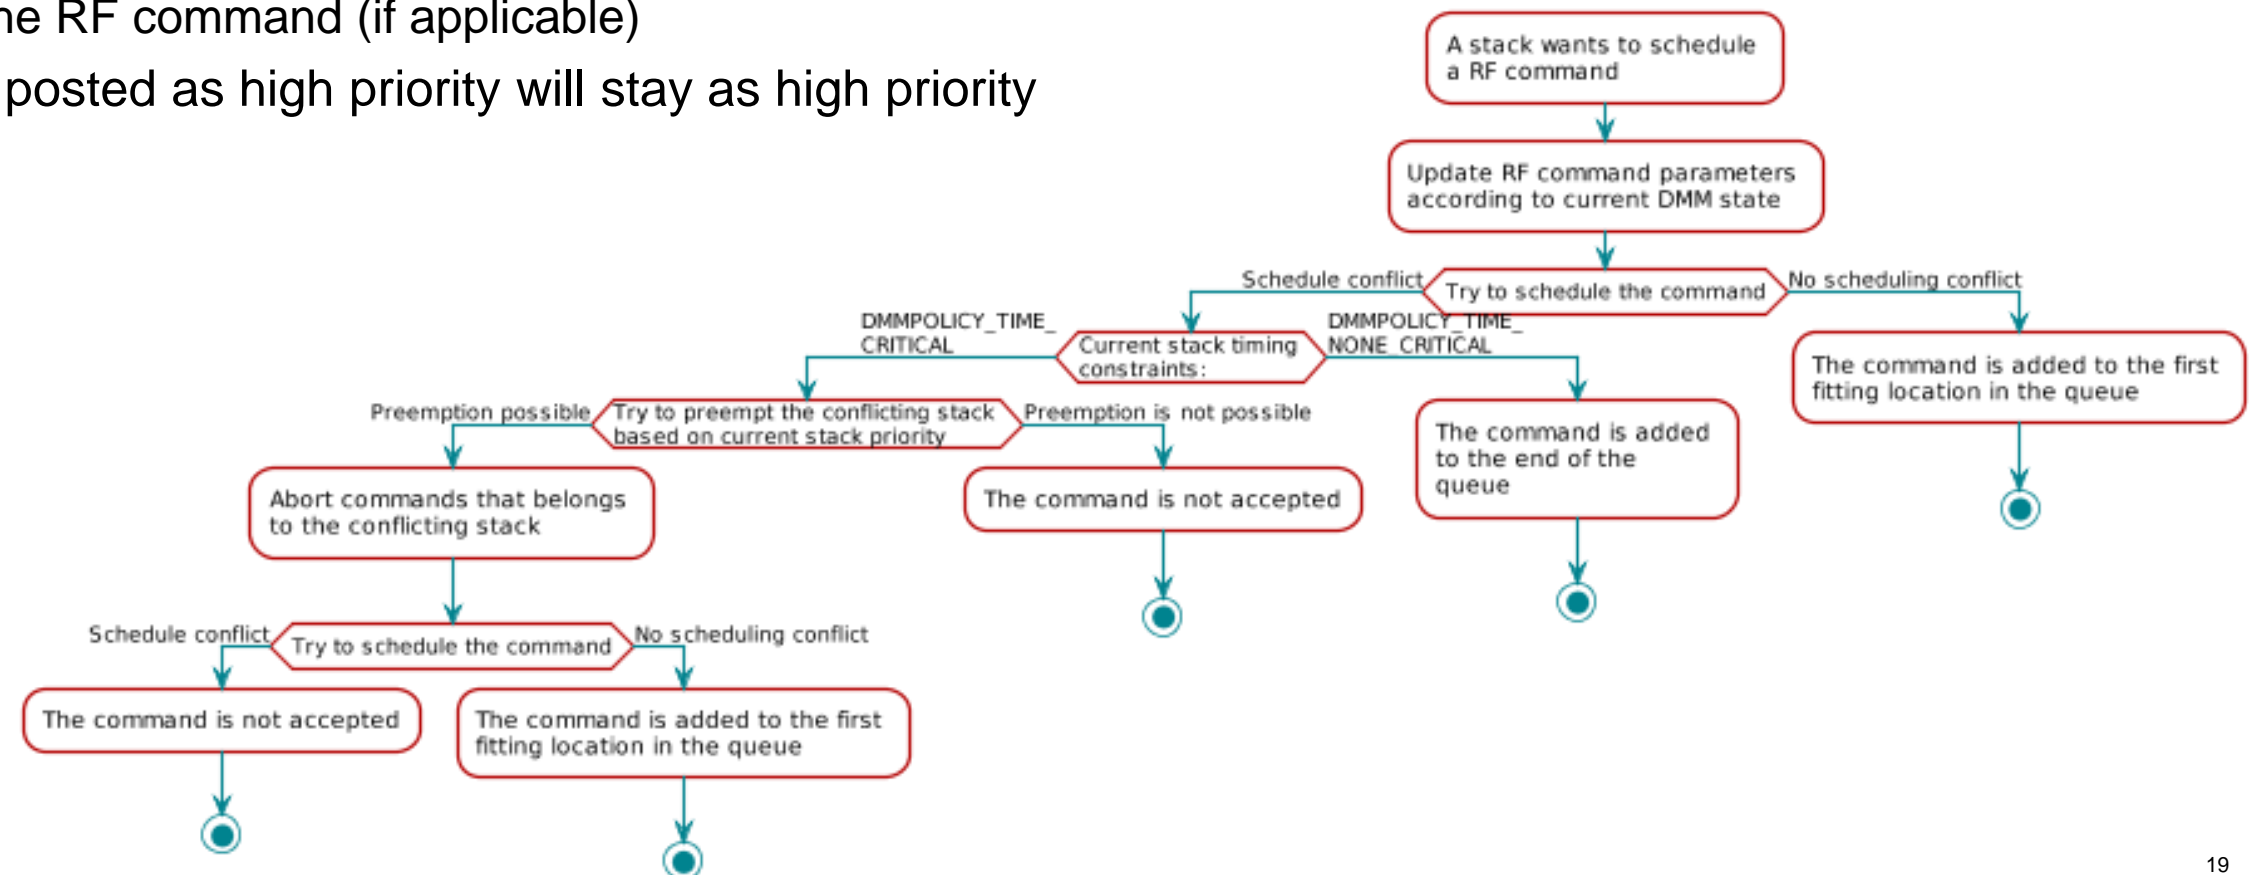 he RF command (if applicable)
posted as high priority will stay as high priority
A stack wants to schedule
a RF command
Update RF command parameters
according to current DMM state
Schedule conflict
Try to schedule the command
No scheduling conflict
DMMPOLICY_TIME_
CRITICAL
Current stack timing
constraints:
DMMPOLICY_TIME_
NONE_CRITICAL
The command is added to the first
fitting location in the queue
Preemption possible
Try to preempt the conflicting stack
based on current stack priority
Preemption is not possible
The command is added
to the end of the
queue
Abort commands that belongs
to the conflicting stack
The command is not accepted
Schedule conflict
Try to schedule the command
No scheduling conflict
The command is not accepted
The command is added to the first
fitting location in the queue
19